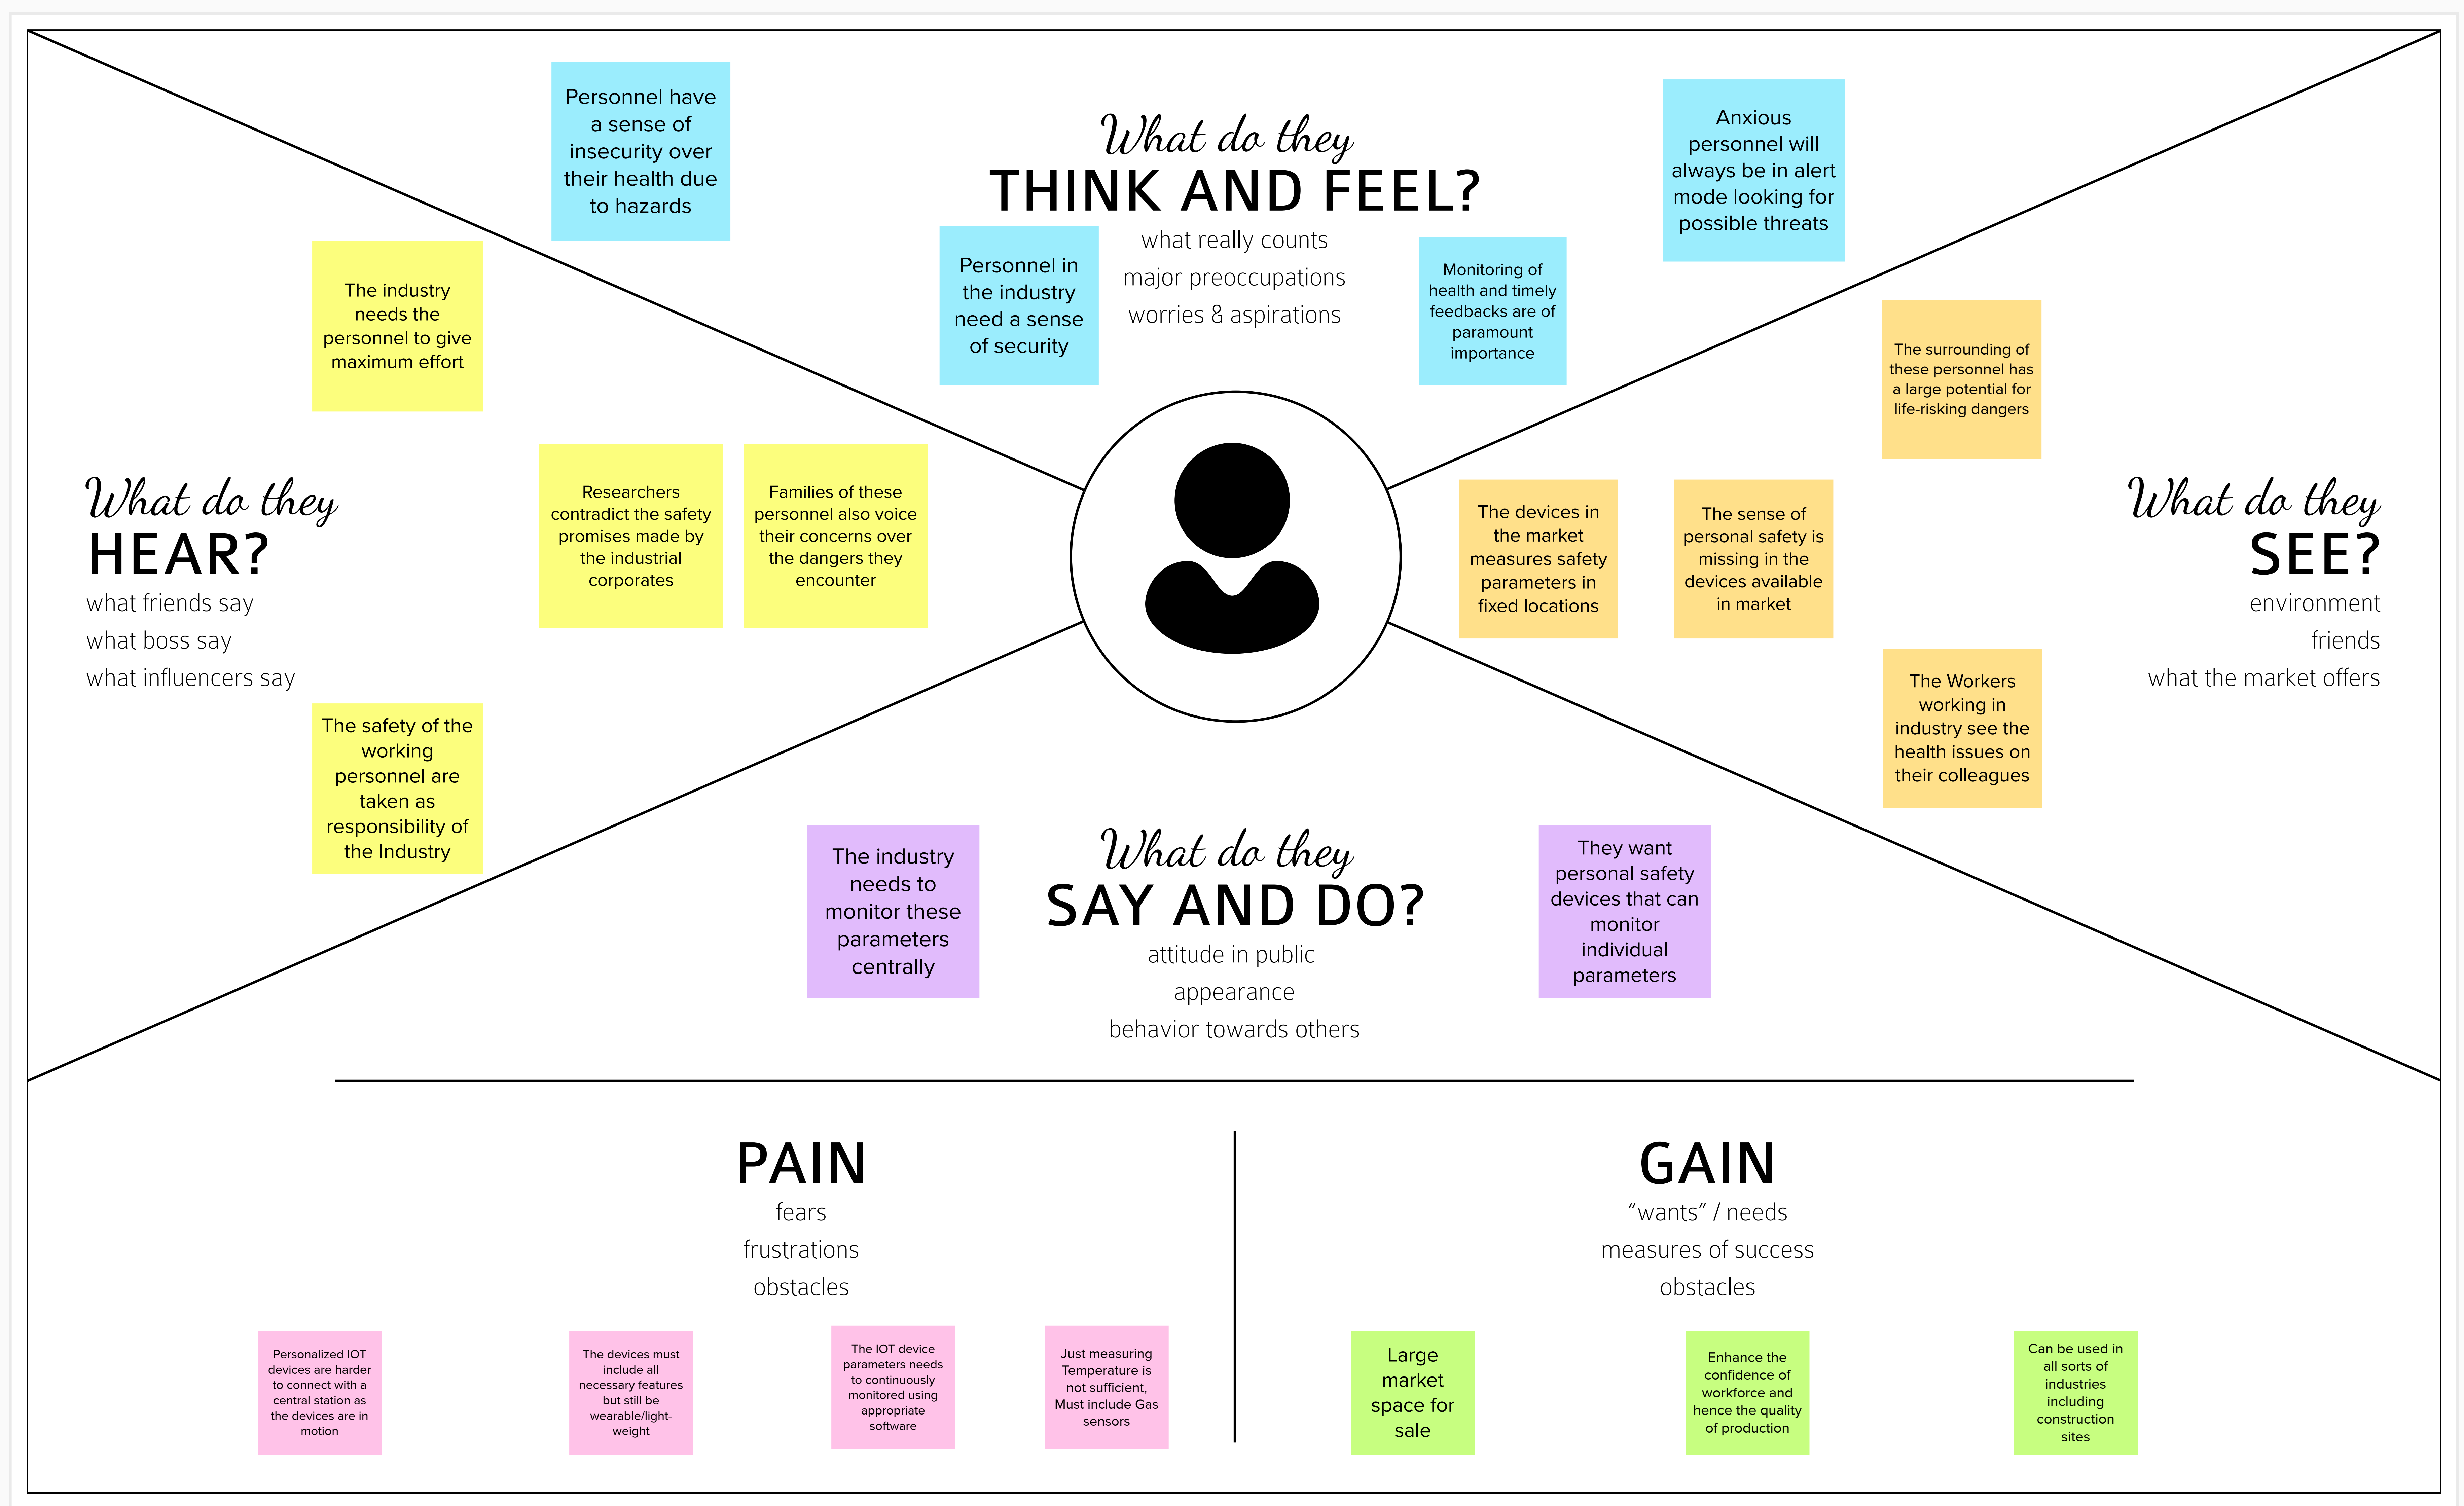 What do they
THINK AND FEEL?
what really counts
major preoccupations
worries & aspirations
Personnel have
a sense of
insecurity over
their health due
to hazards
Personnel in
the industry
need a sense
of security
Monitoring of
health and timely
feedbacks are of
paramount
importance
Anxious
personnel will
always be in alert
mode looking for
possible threats
What do they
HEAR?
what friends say
what boss say
what influencers say
The industry
needs the
personnel to give
maximum effort
Researchers
contradict the safety
promises made by
the industrial
corporates
Families of these
personnel also voice
their concerns over
the dangers they
encounter
The safety of the
working
personnel are
taken as
responsibility of
the Industry
What do they
SEE?
environment
friends
what the market offers
The surrounding of
these personnel has
a large potential for
life-risking dangers
The devices in
the market
measures safety
parameters in
fixed locations
The sense of
personal safety is
missing in the
devices available
in market
The Workers
working in
industry see the
health issues on
their colleagues
What do they
SAY AND DO?
attitude in public
appearance
behavior towards others
The industry
needs to
monitor these
parameters
centrally
They want
personal safety
devices that can
monitor
individual
parameters
PAIN
fears
frustrations
obstacles
Personalized IOT
devices are harder
to connect with a
central station as
the devices are in
motion
The devices must
include all
necessary features
but still be
wearable/light-
weight
The IOT device
parameters needs
to continuously
monitored using
appropriate
software
Just measuring
Temperature is
not sufficient,
Must include Gas
sensors
GAIN
“wants” / needs
measures of success
obstacles
Large
market
space for
sale
Enhance the
confidence of
workforce and
hence the quality
of production
Can be used in
all sorts of
industries
including
construction
sites